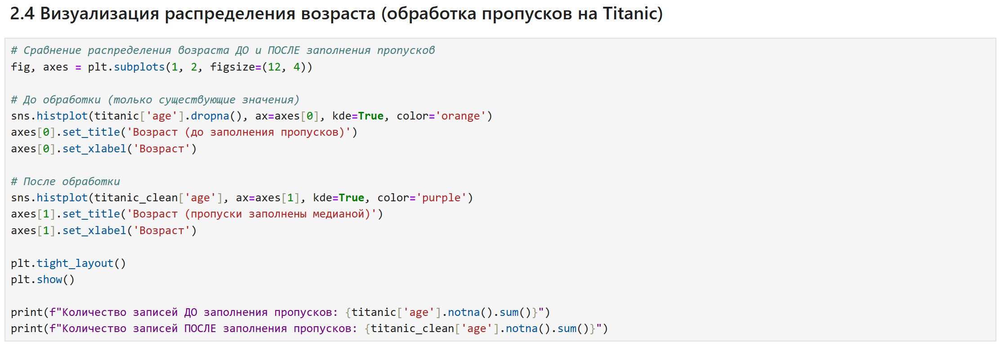 2.4 Визуализация распределения возраста (обработка пропусков на Titanic)
# Сравнение распределения возраста ДО и ПОСЛЕ заполнения пропусков
fig, axes = plt.subplots(1, 2, figsize=(12, 4))
# До обработки (только существующие значения)
sns.histplot(titanic['age'].dropna(), ax=axes[0], kde=True, color='orange')
axes[0].set_title('Возраст (до заполнения пропусков)')
axes[0].set_xlabel('Возраст')
# После обработки
sns.histplot(titanic_clean['age'], ax=axes[1], kde=True, color='purple')
axes[1].set_title('Возраст (пропуски заполнены медианой)')
axes[1].set_xlabel('Возраст')
plt.tight_layout()
plt.show()
print(f"Количество записей ДО заполнения пропусков: {titanic['age'].notna().sum()}")
print(f"Количество записей ПОСЛЕ заполнения пропусков: {titanic_clean['age'].notna().sum()}")